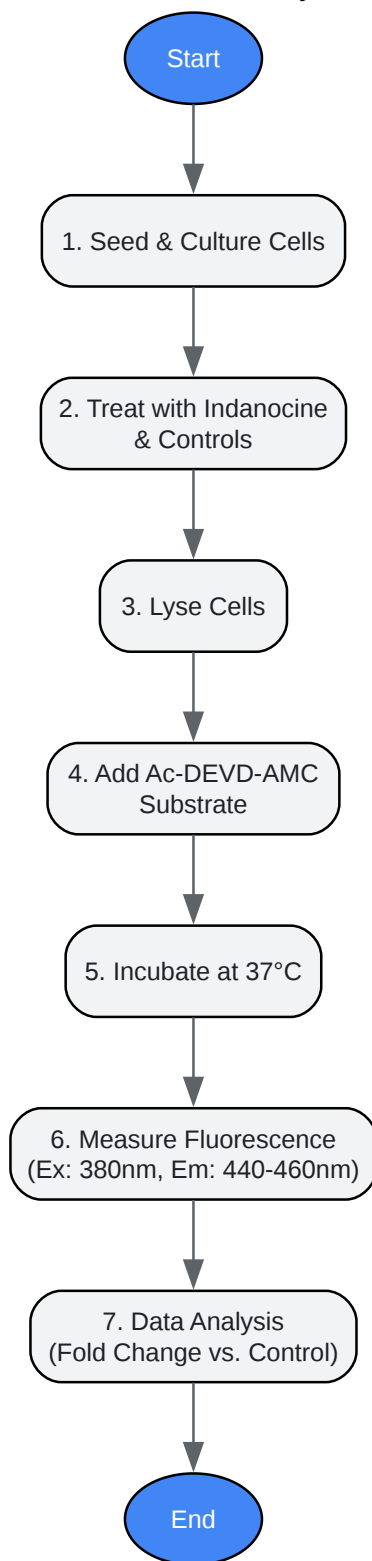 Start
1. Seed & Culture Cells
2. Treat with Indanocine
& Controls
3. Lyse Cells
4. Add Ac-DEVD-AMC
Substrate
5. Incubate at 37°C
6. Measure Fluorescence
(Ex: 380nm, Em: 440-460nm)
7. Data Analysis
(Fold Change vs. Control)
End